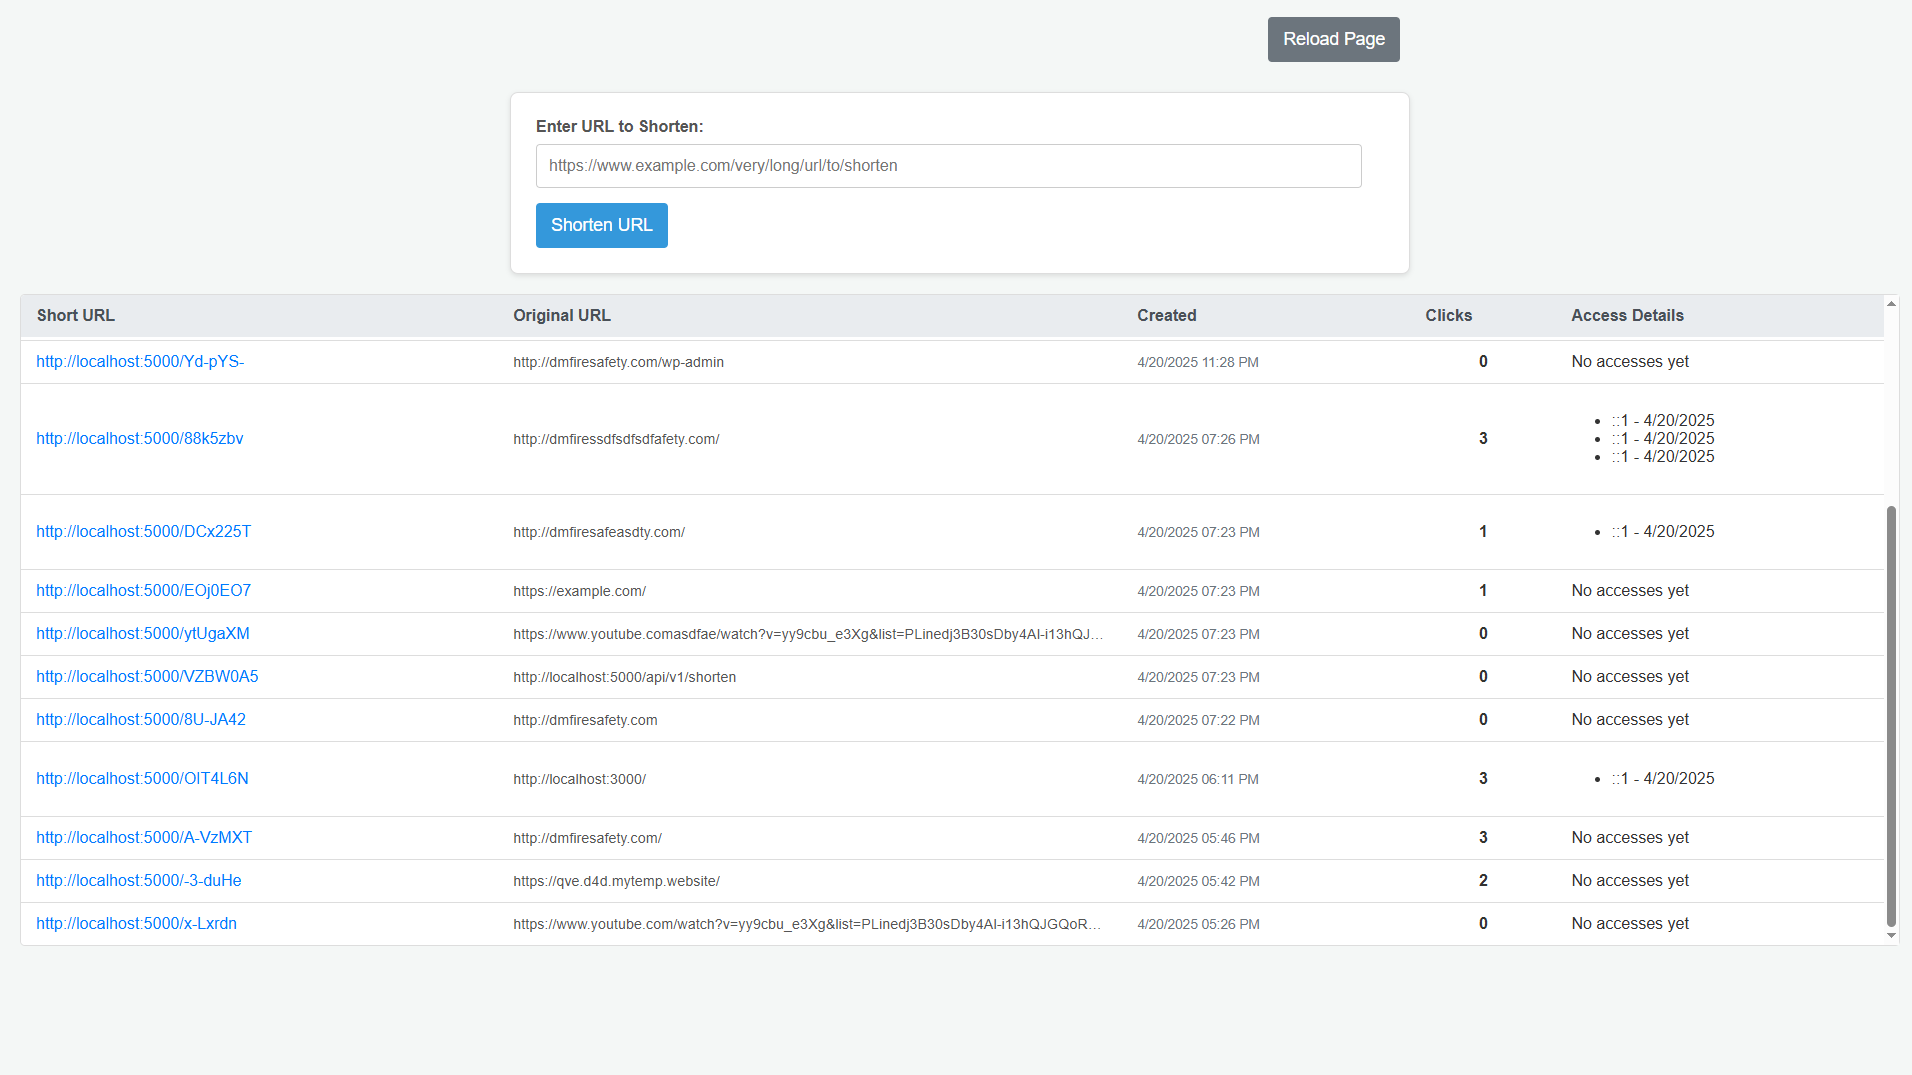 Reload Page
Enter URL to Shorten:
https://www.example.com/very/long/url/to/shorten
Shorten URL
Short URL Original URL Created Clicks Access Details
http://localhost:5000/Yd-pYS- http://dmfiresafety.com/wp-admin 4/20/2025 11:28 PM 0 No accesses yet
http://localhost:5000/88k5zbv http://dmfiressdfsdfsdfafety.com/ 4/20/2025 07:26 PM 3 • ::1 - 4/20/2025
• ::1 - 4/20/2025
• ::1 - 4/20/2025
http://localhost:5000/DCx225T http://dmfiresafeasdty.com/ 4/20/2025 07:23 PM 1 • ::1 - 4/20/2025
http://localhost:5000/EOj0EO7 https://example.com/ 4/20/2025 07:23 PM 1 No accesses yet
http://localhost:5000/ytUgaXM https://www.youtube.comasdfae/watch?v=yy9cbu_e3Xg&list=PLinedj3B30sDby4Al-i13hQJ... 4/20/2025 07:23 PM 0 No accesses yet
http://localhost:5000/VZBW0A5 http://localhost:5000/api/v1/shorten 4/20/2025 07:23 PM 0 No accesses yet
http://localhost:5000/8U-JA42 http://dmfiresafety.com 4/20/2025 07:22 PM 0 No accesses yet
http://localhost:5000/OIT4L6N http://localhost:3000/ 4/20/2025 06:11 PM 3 • ::1 - 4/20/2025
http://localhost:5000/A-VzMXT http://dmfiresafety.com/ 4/20/2025 05:46 PM 3 No accesses yet
http://localhost:5000/-3-duHe https://qve.d4d.mytemp.website/ 4/20/2025 05:42 PM 2 No accesses yet
http://localhost:5000/x-Lxrdn https://www.youtube.com/watch?v=yy9cbu_e3Xg&list=PLinedj3B30sDby4Al-i13hQJGQoR... 4/20/2025 05:26 PM 0 No accesses yet